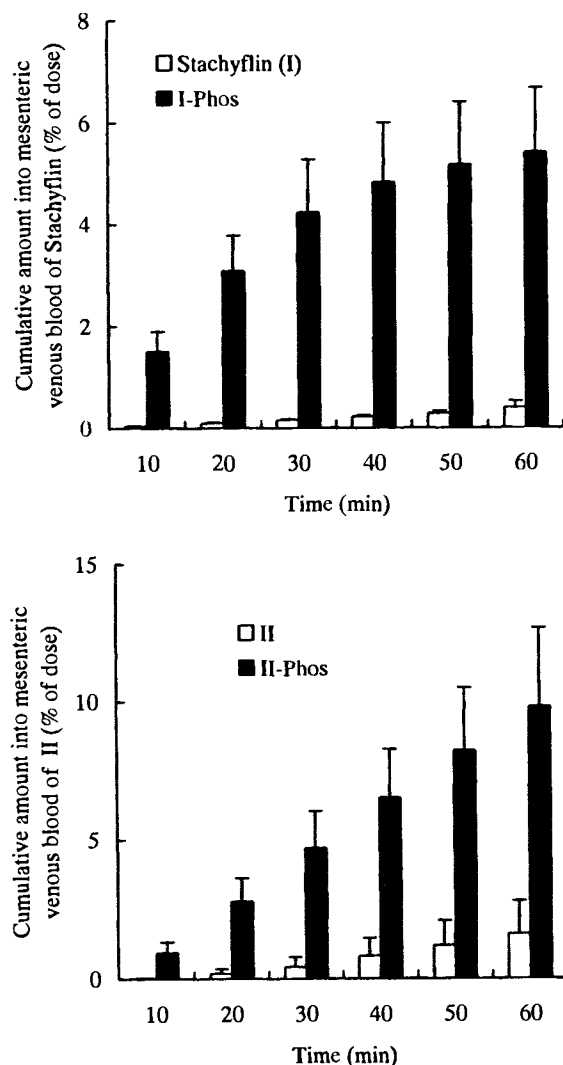 Cumulative amount into mesenteric
venous blood of Stachyflin (% of dose)
8
6
4
2
0
Stachyflin (I)
I-Phos
10 20 30 40 50 60
Time (min)
Cumulative amount into mesenteric
venous blood of II (% of dose)
15
10
5
0
II
II-Phos
10 20 30 40 50 60
Time (min)